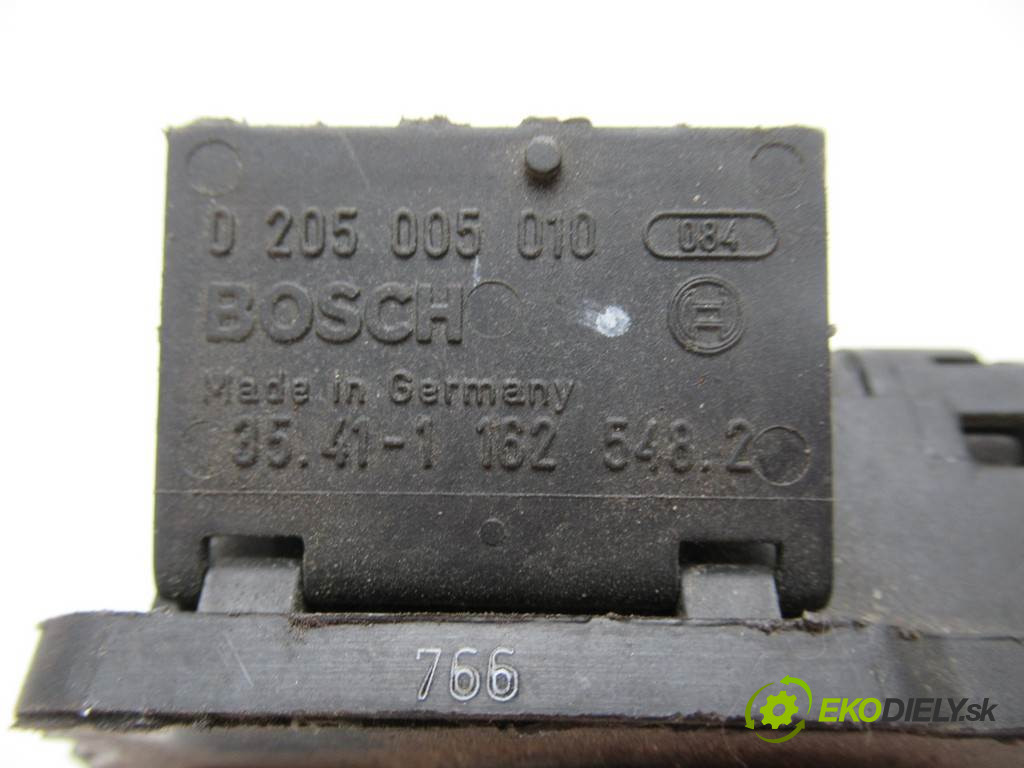 0 205 005 010 084
BOSCH
Made in Germany
35.41-1 162 548.2
766
EKODIELY.sk